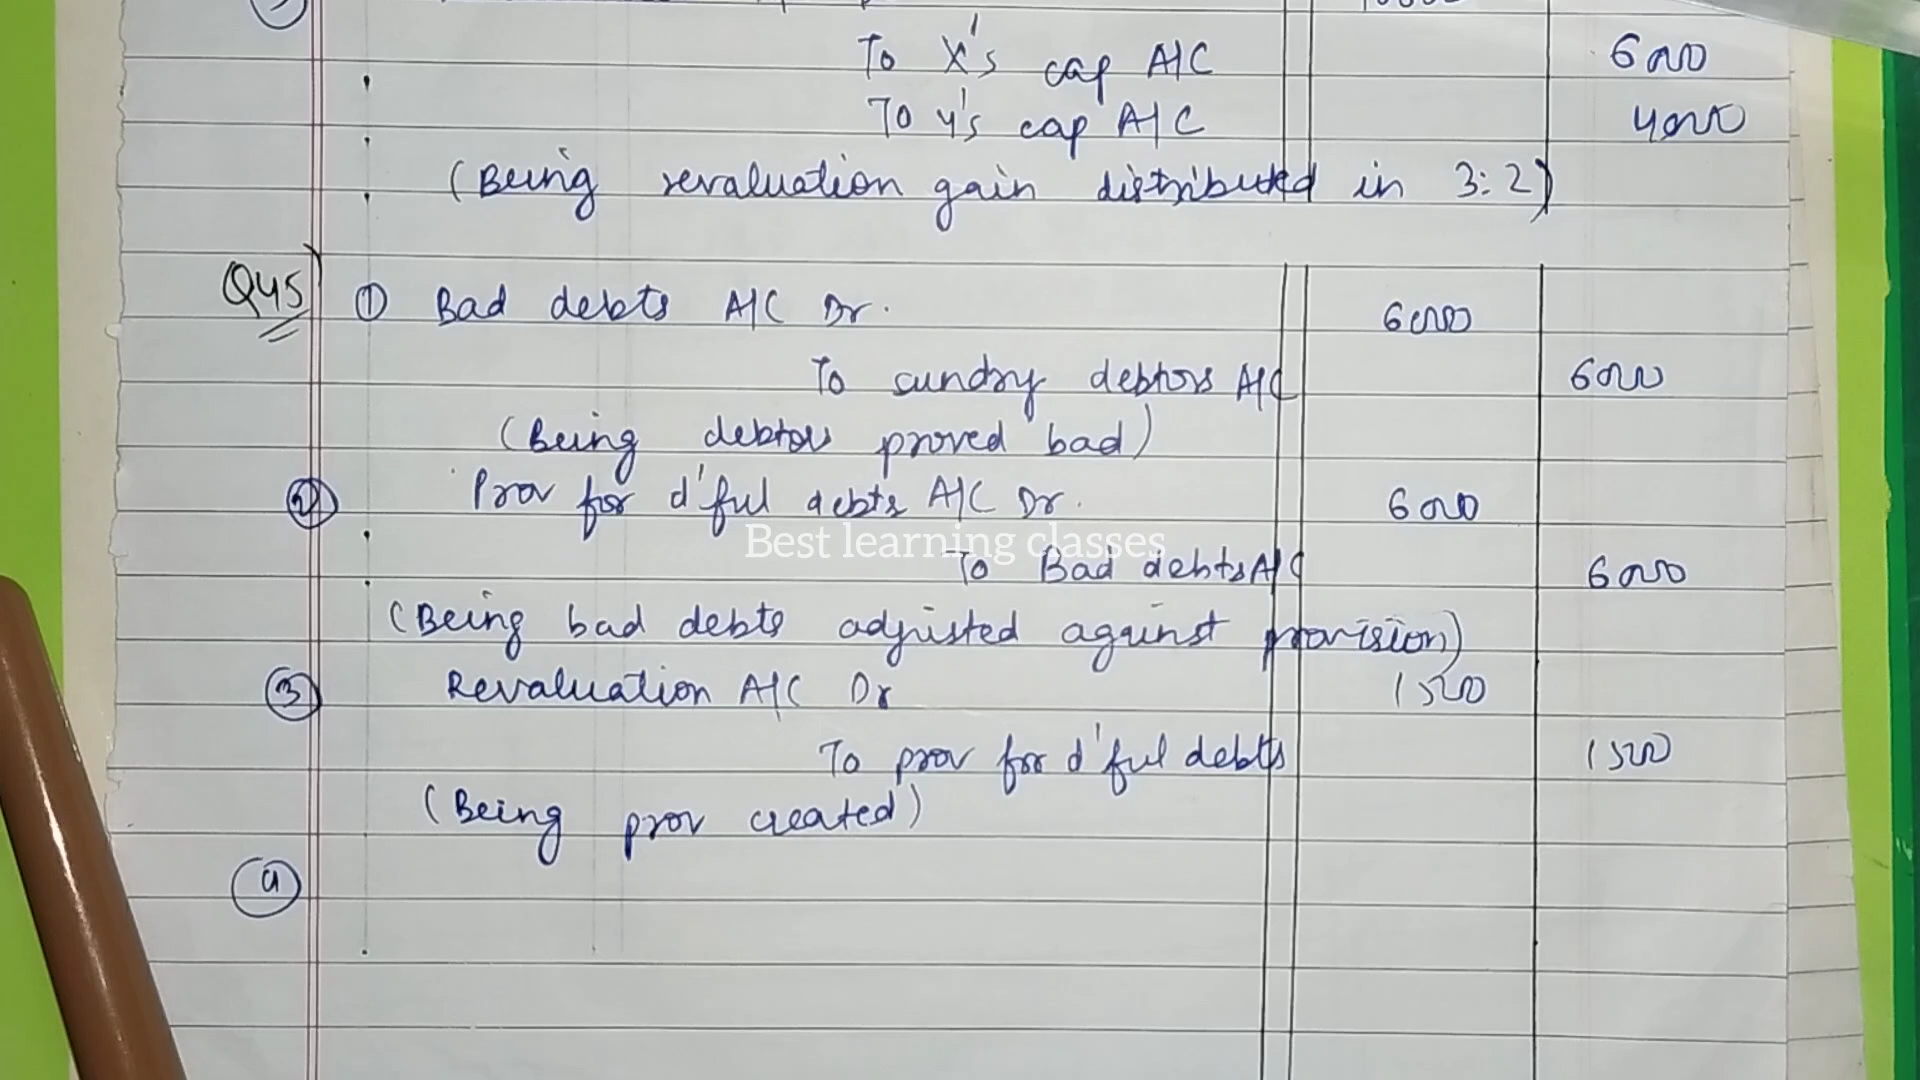 To X's cap A/C 6000
To Y's cap A/C 4000
(Being revaluation gain distributed in 3:2)
Q45 ① Bad debts A/C Dr. 6000
To sundry debtors A/C 6000
(Being debtors proved bad)
② Prov for d'ful debts A/C Dr. 6000
Best learning classes
To Bad debts A/C 6000
(Being bad debts adjusted against provision)
③ Revaluation A/C Dr 1500
To prov for d'ful debts 1500
(Being prov created)
④